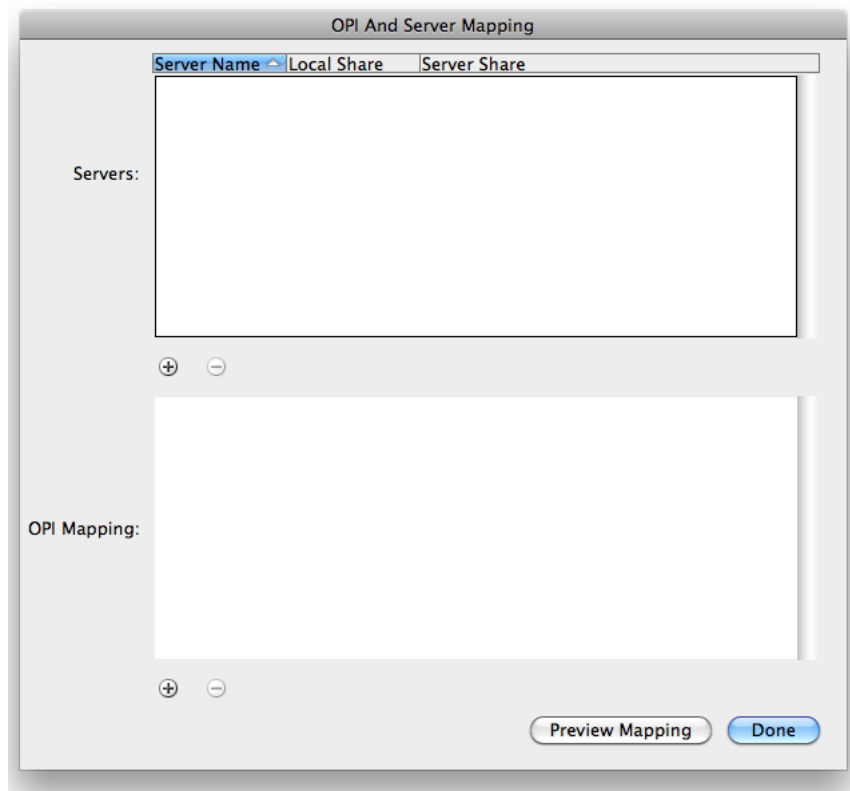 OPI And Server Mapping
Server Name Local Share Server Share
Servers:
OPI Mapping:
Preview Mapping Done